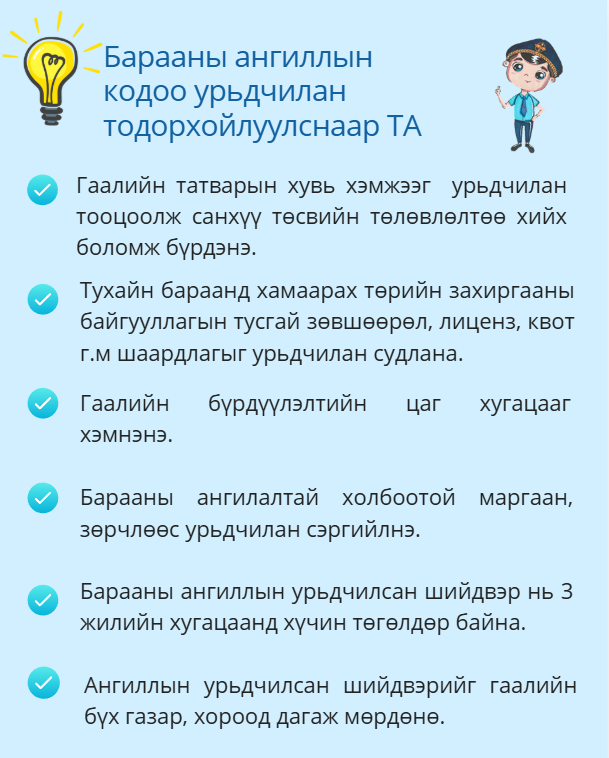 Барааны ангиллын
кодоо урьдчилан
тодорхойлуулснаар ТА
Гаалийн татварын хувь хэмжээг урьдчилан
тооцоолж санхүү төсвийн төлөвлөлтөө хийх
боломж бүрдэнэ.
Тухайн бараанд хамаарах төрийн захиргааны
байгууллагын тусгай зөвшөөрөл, лиценз, квот
г.м шаардлагыг урьдчилан судлана.
Гаалийн бүрдүүлэлтийн цаг хугацааг
хэмнэнэ.
Барааны ангилалтай холбоотой маргаан,
зөрчлөөс урьдчилан сэргийлнэ.
Барааны ангиллын урьдчилсан шийдвэр нь 3
жилийн хугацаанд хүчин төгөлдөр байна.
Ангиллын урьдчилсан шийдвэрийг гаалийн
бүх газар, хороод дагаж мөрдөнө.